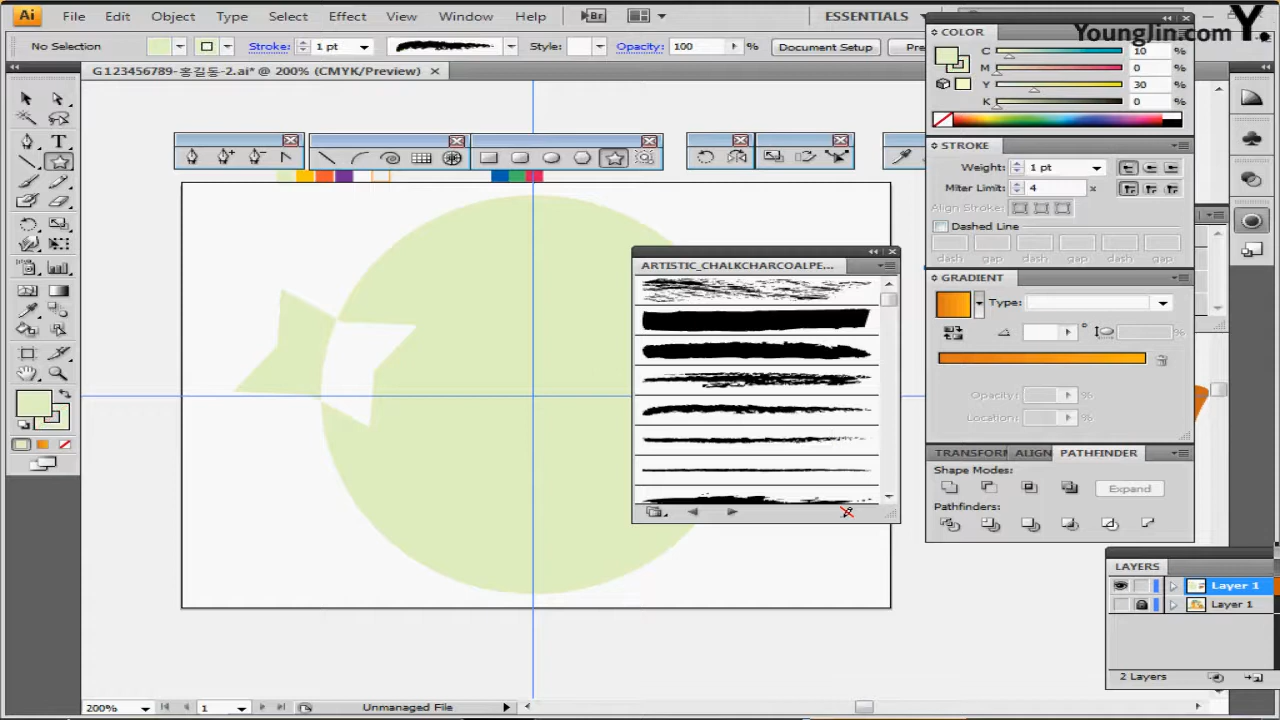 Ai File Edit Object Type Select Effect View Window Help Br ESSENTIALS
Y.
YoungJin.com
No Selection Stroke: 1 pt Style: Opacity: 100 % Document Setup
G123456789-홍길동-2.ai* @ 200% (CMYK/Preview)
COLOR
C 10 %
M 0 %
Y 30 %
K 0 %
STROKE
Weight: 1 pt
Miter Limit: 4 x
Align Stroke:
Dashed Line
dash gap dash gap dash gap
ARTISTIC_CHALKCHARCOALPE...
GRADIENT
Type:
°
Opacity: %
Location: %
TRANSFORM ALIGN PATHFINDER
Shape Modes:
Expand
Pathfinders:
LAYERS
Layer 1
Layer 1
2 Layers
200% 1 Unmanaged File